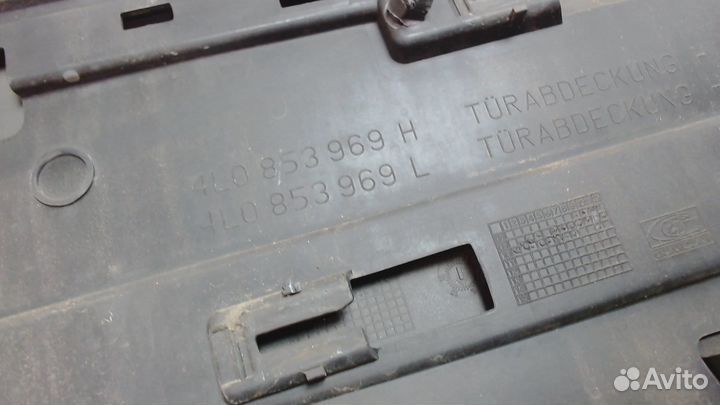 4L0 853 969 H TÜRABDECKUNG
4L0 853 969 L TÜRABDECKUNG
Avito